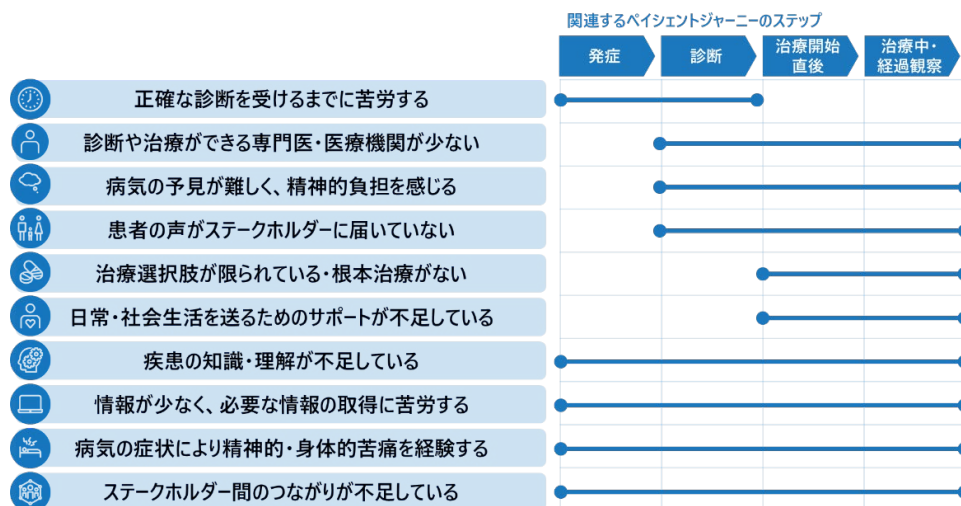 関連するペイシェントジャーニーのステップ
発症
診断
治療開始
直後
治療中・
経過観察
正確な診断を受けるまでに苦労する
診断や治療ができる専門医・医療機関が少ない
病気の予見が難しく、精神的負担を感じる
患者の声がステークホルダーに届いていない
治療選択肢が限られている・根本治療がない
日常・社会生活を送るためのサポートが不足している
疾患の知識・理解が不足している
情報が少なく、必要な情報の取得に苦労する
病気の症状により精神的・身体的苦痛を経験する
ステークホルダー間のつながりが不足している